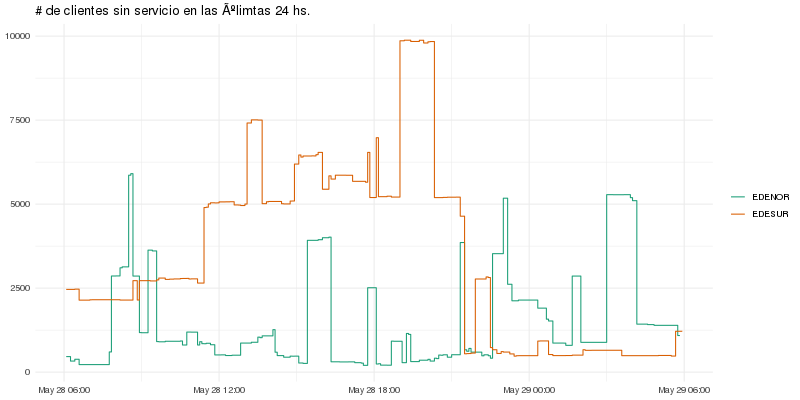 # de clientes sin servicio en las Ãºlimtas 24 hs.
10000
7500
5000
2500
0
May 28 06:00
May 28 12:00
May 28 18:00
May 29 00:00
May 29 06:00
EDENOR
EDESUR